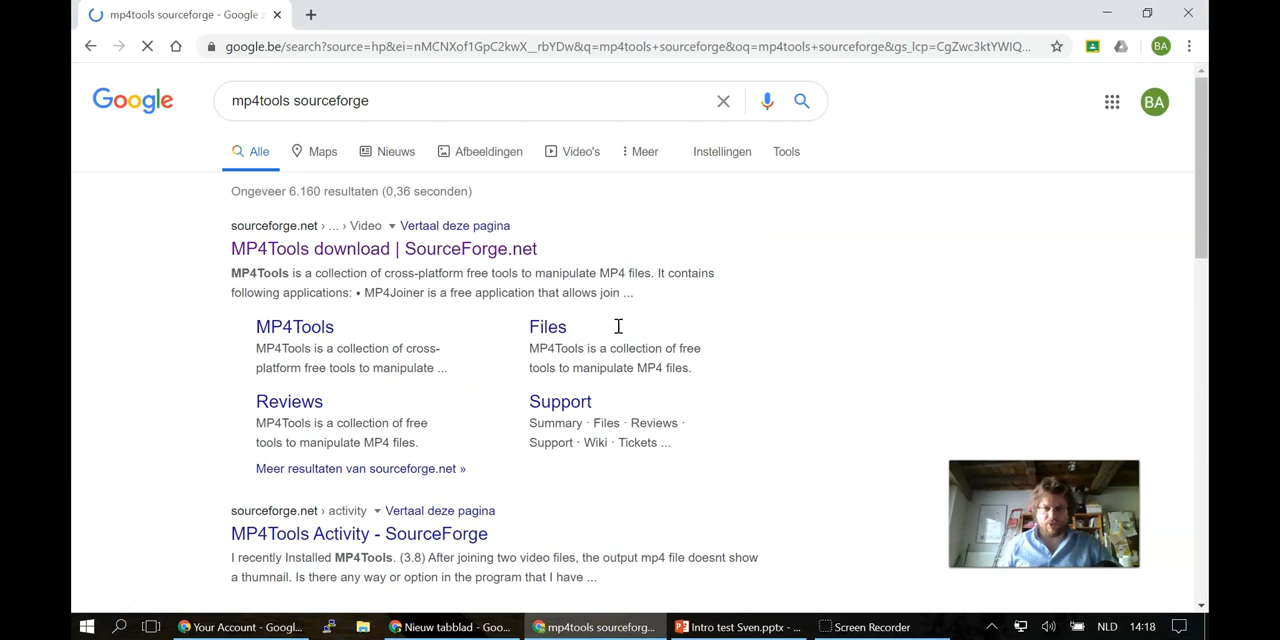 mp4tools sourceforge - Google z
google.be/search?source=hp&ei=nMCNXof1GpC2kwX__rbYDw&q=mp4tools+sourceforge&oq=mp4tools+sourceforge&gs_lcp=CgZwc3ktYWlQ...
BA
Google
mp4tools sourceforge
BA
Alle
Maps
Nieuws
Afbeeldingen
Video's
Meer
Instellingen
Tools
Ongeveer 6.160 resultaten (0,36 seconden)
sourceforge.net › ... › Video ▾ Vertaal deze pagina
MP4Tools download | SourceForge.net
MP4Tools is a collection of cross-platform free tools to manipulate MP4 files. It contains
following applications: • MP4Joiner is a free application that allows join ...
MP4Tools
MP4Tools is a collection of cross-
platform free tools to manipulate ...
Files
MP4Tools is a collection of free
tools to manipulate MP4 files.
Reviews
MP4Tools is a collection of free
tools to manipulate MP4 files.
Support
Summary · Files · Reviews ·
Support · Wiki · Tickets ...
Meer resultaten van sourceforge.net »
sourceforge.net › activity ▾ Vertaal deze pagina
MP4Tools Activity - SourceForge
I recently Installed MP4Tools. (3.8) After joining two video files, the output mp4 file doesnt show
a thumnail. Is there any way or option in the program that I have ...
Your Account - Googl...
Nieuw tabblad - Goo...
mp4tools sourceforg...
Intro test Sven.pptx - ...
Screen Recorder
NLD
14:18